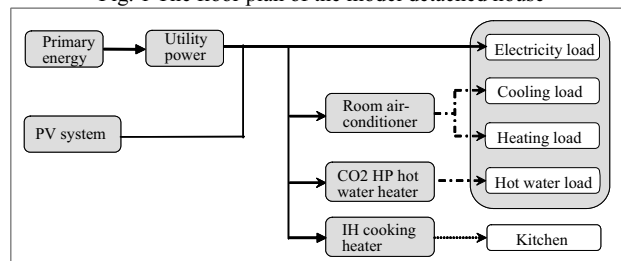 Fig. 1 The floor plan of the model detached house
Primary
energy
Utility
power
Electricity load
Cooling load
Room air-
conditioner
PV system
Heating load
CO2 HP hot
water heater
Hot water load
IH cooking
heater
Kitchen